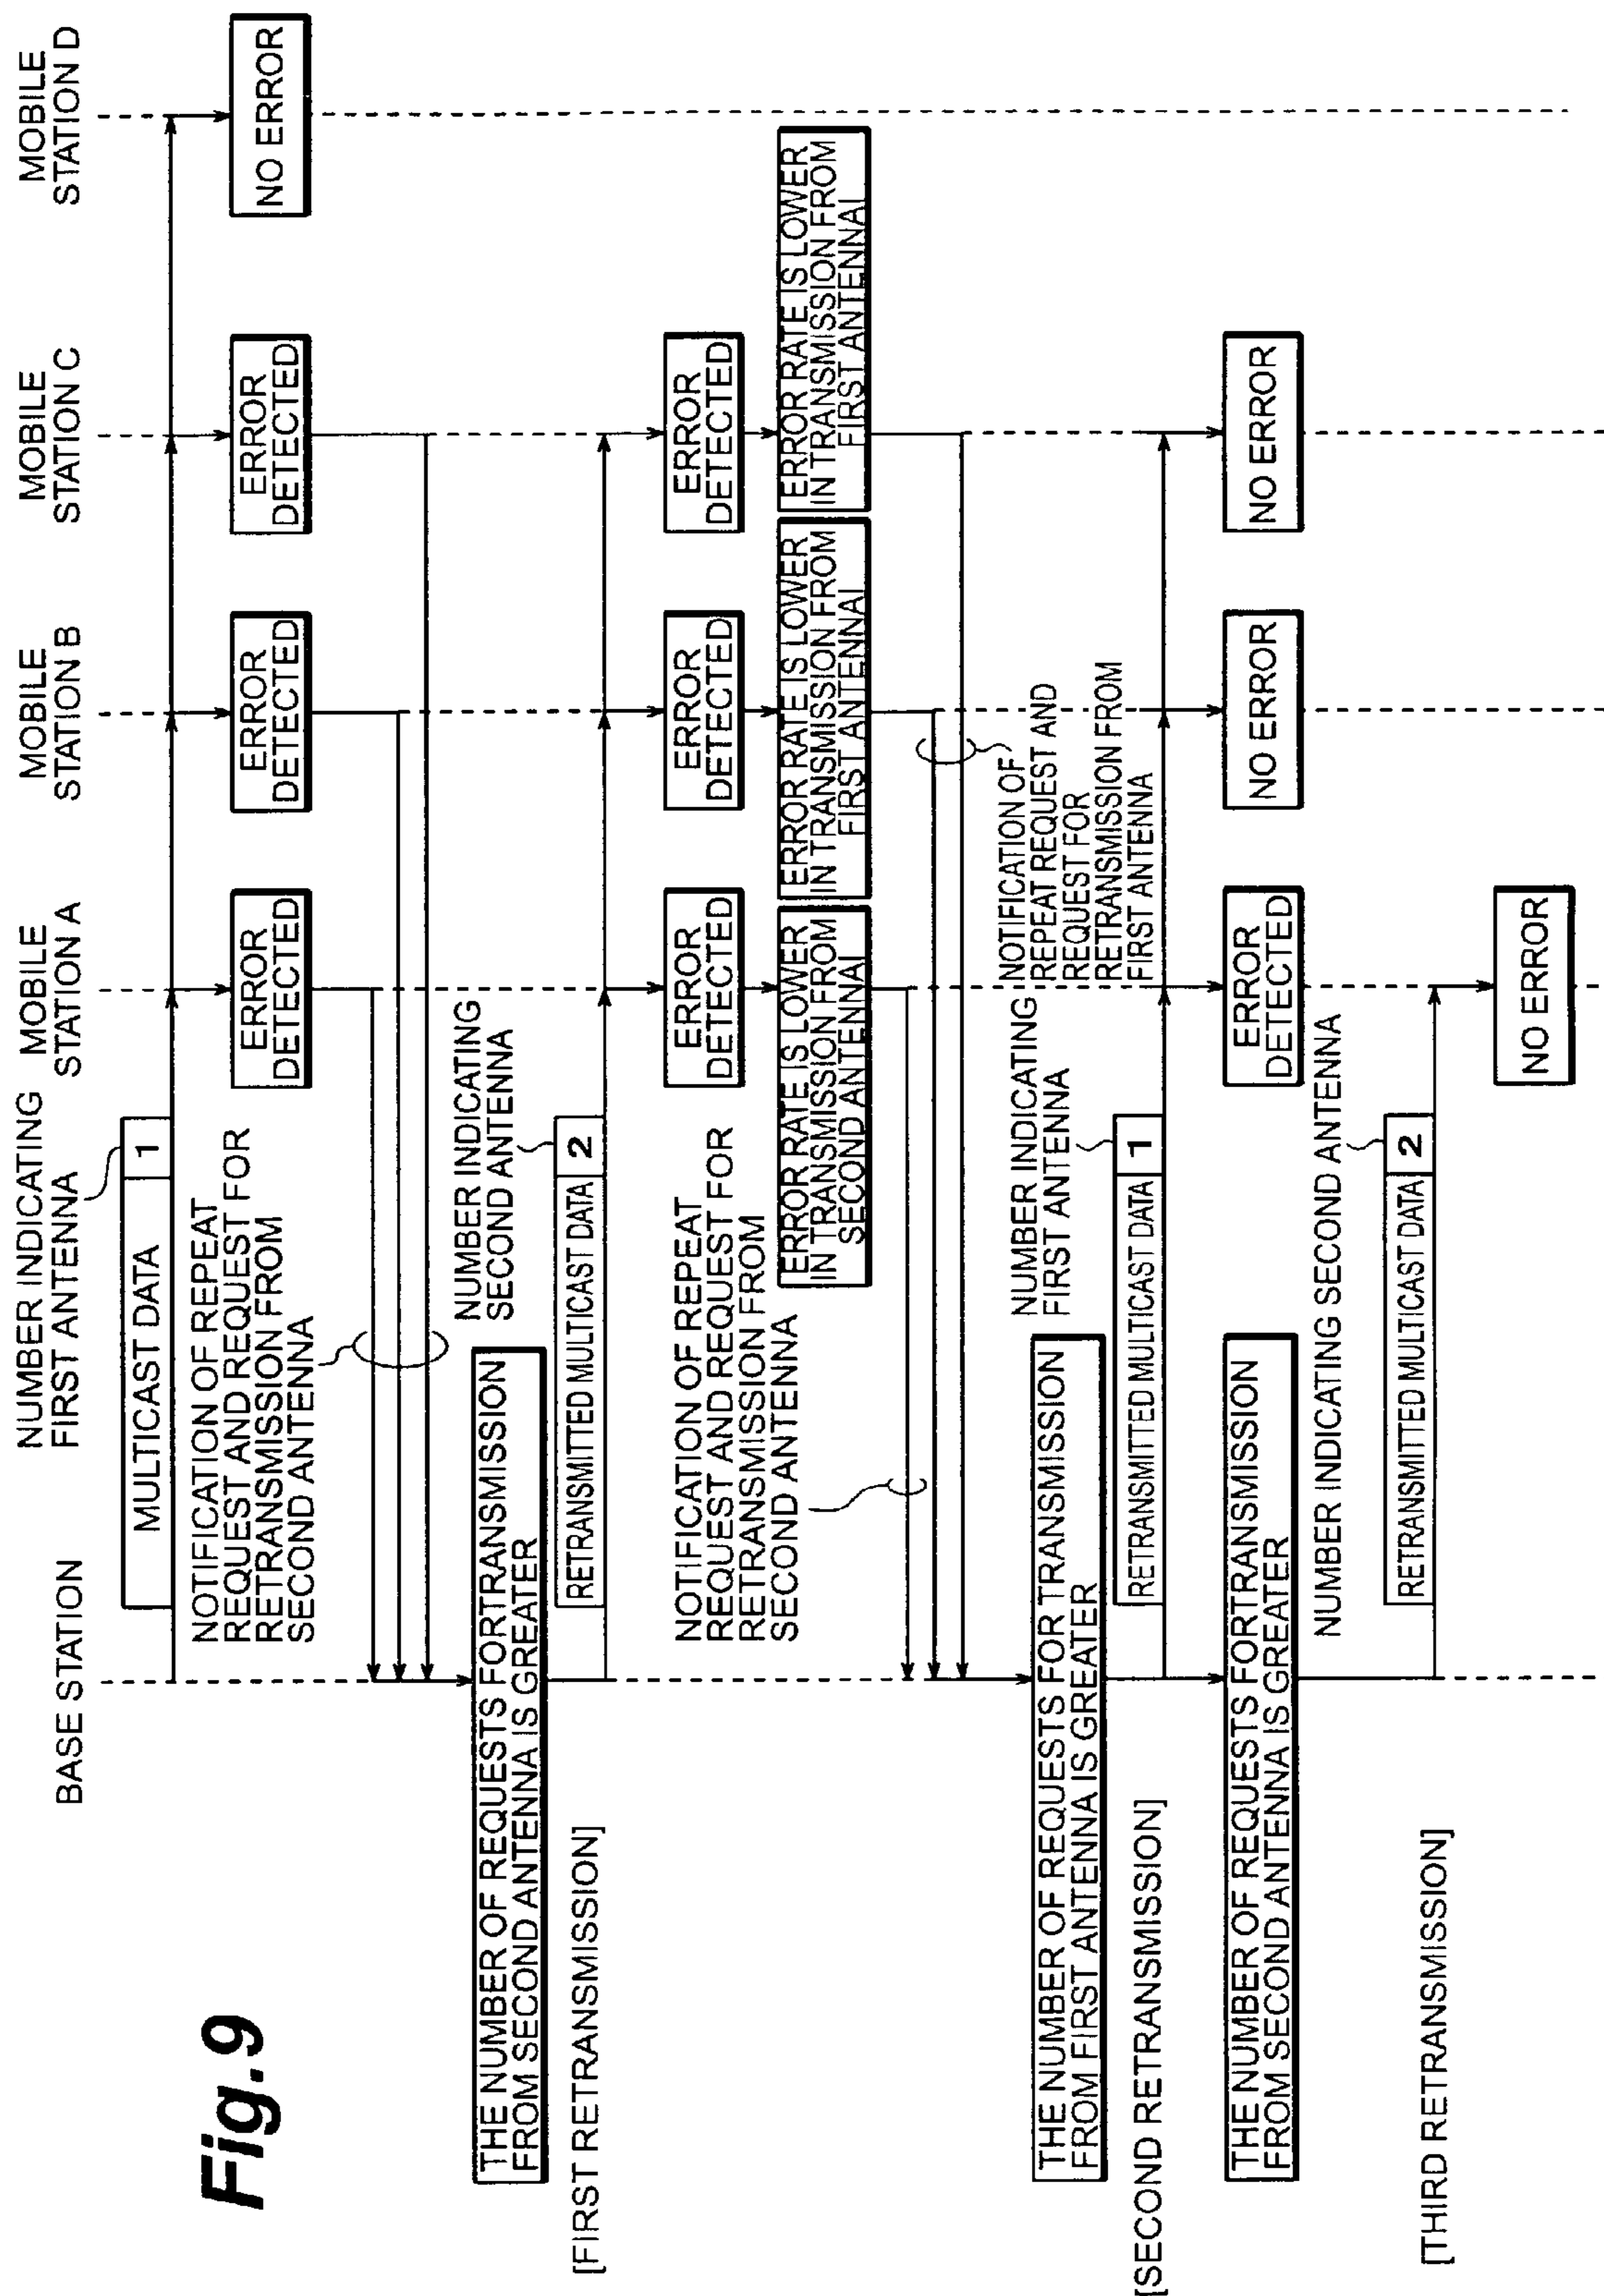 Fig.9
BASE STATION
MOBILE
STATION A
MOBILE
STATION B
MOBILE
STATION C
MOBILE
STATION D
NUMBER INDICATING
FIRST ANTENNA
MULTICAST DATA
1
ERROR
DETECTED
ERROR
DETECTED
ERROR
DETECTED
NO ERROR
NOTIFICATION OF REPEAT
REQUEST AND REQUEST FOR
RETRANSMISSION FROM
SECOND ANTENNA
THE NUMBER OF REQUESTS FORTRANSMISSION
FROM SECOND ANTENNA IS GREATER
NUMBER INDICATING
SECOND ANTENNA
[FIRST RETRANSMISSION]
RETRANSMITTED MULTICAST DATA
2
ERROR
DETECTED
ERROR
DETECTED
ERROR
DETECTED
NOTIFICATION OF REPEAT
REQUEST AND REQUEST FOR
RETRANSMISSION FROM
SECOND ANTENNA
ERROR RATE IS LOWER
IN TRANSMISSION FROM
SECOND ANTENNAI
ERROR RATE IS LOWER
IN TRANSMISSION FROM
FIRST ANTENNAI
ERROR RATE IS LOWER
IN TRANSMISSION FROM
FIRST ANTENNAI
NOTIFICATION OF
REPEAT REQUEST AND
REQUEST FOR
RETRANSMISSION FROM
FIRST ANTENNA
THE NUMBER OF REQUESTS FOR TRANSMISSION
FROM FIRST ANTENNA IS GREATER
NUMBER INDICATING
FIRST ANTENNA
[SECOND RETRANSMISSION]
RETRANSMITTED MULTICAST DATA
1
ERROR
DETECTED
NO ERROR
NO ERROR
THE NUMBER OF REQUESTS FORTRANSMISSION
FROM SECOND ANTENNA IS GREATER
NUMBER INDICATING SECOND ANTENNA
[THIRD RETRANSMISSION]
RETRANSMITTED MULTICAST DATA
2
NO ERROR